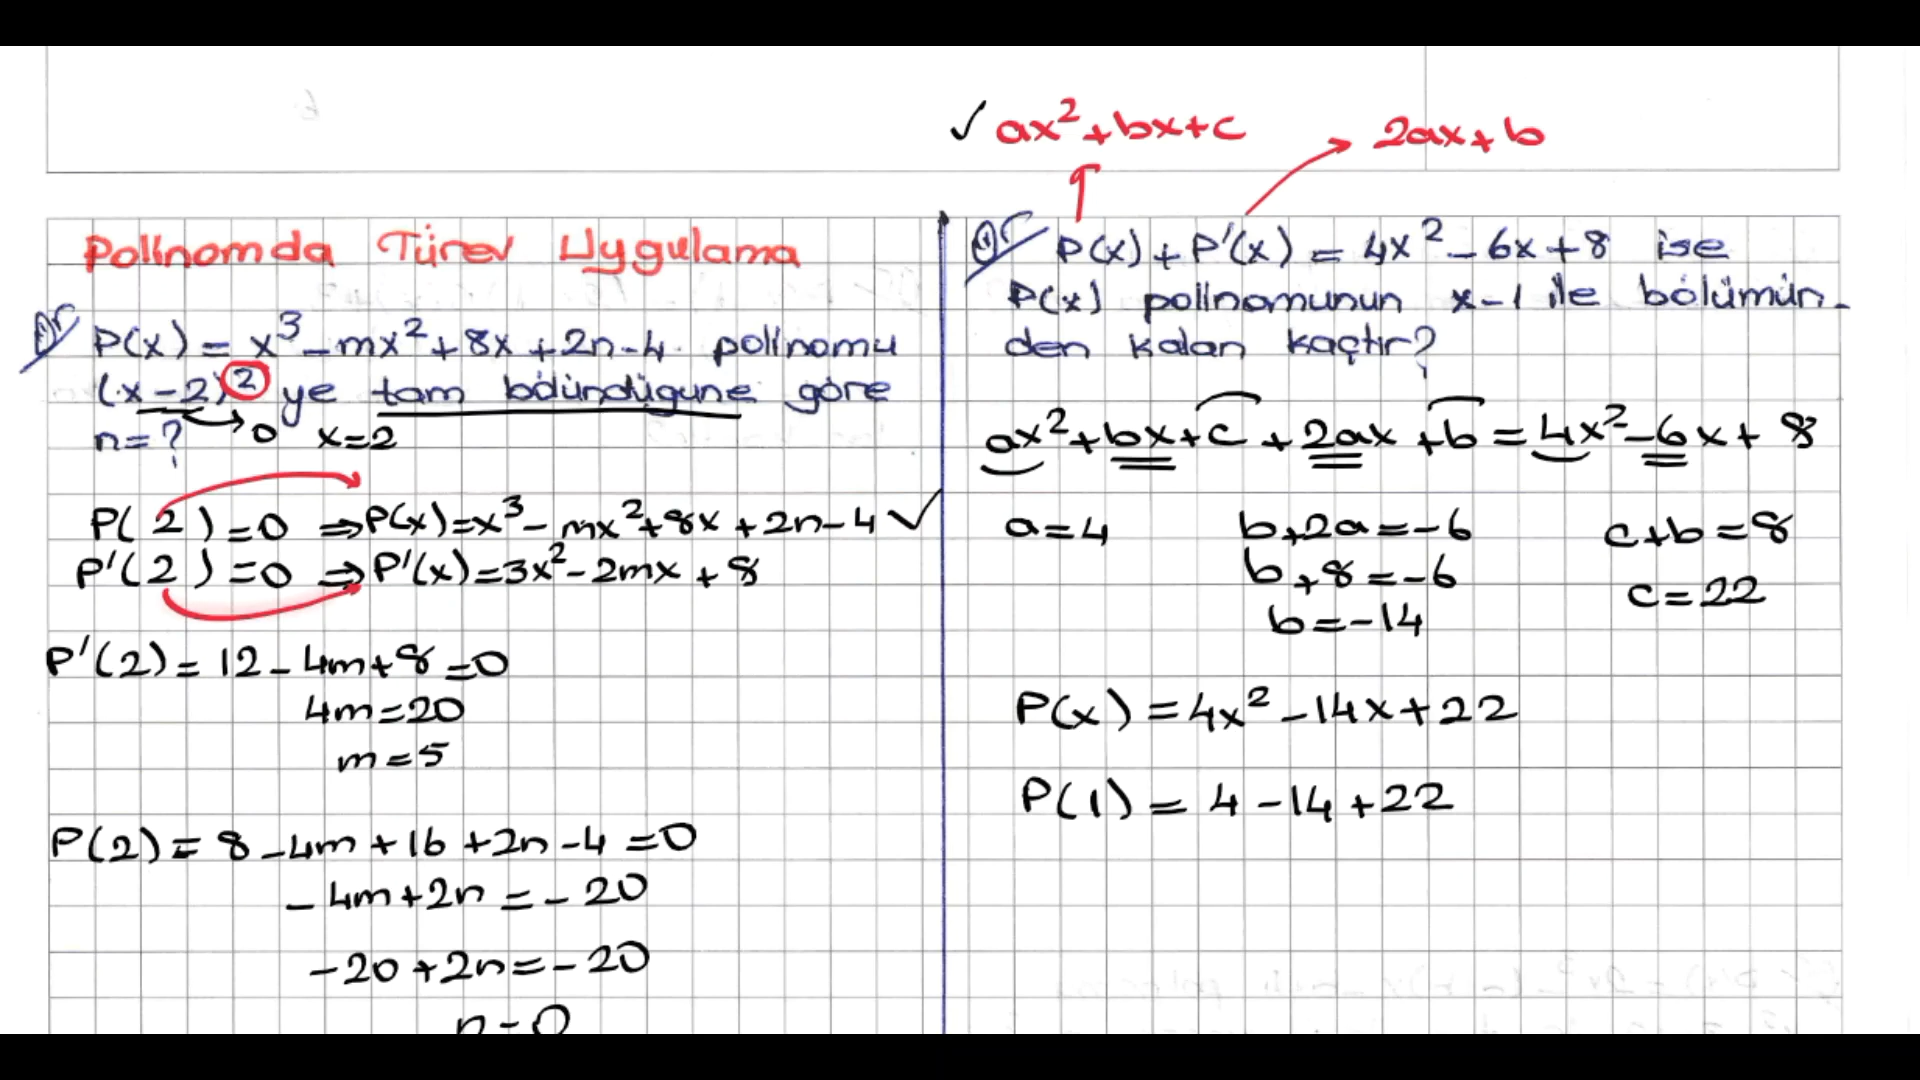 ✓ ax²+bx+c
2ax+b
Polinomda Türev Uygulama
Ör P(x) = x³-mx²+8x+2n-4 polinomu
(x-2)² ye tam bölündüğüne göre
n=? 0 x=2
P(2)=0 ⇒P(x)=x³-mx²+8x+2n-4 ✓
P'(2)=0 ⇒P'(x)=3x²-2mx+8
P'(2)=12-4m+8=0
4m=20
m=5
P(2)=8-4m+16+2n-4=0
-4m+2n=-20
-20+2n=-20
n=0
Ör P(x)+P'(x)=4x²-6x+8 ise
P(x) polinomunun x-1 ile bölümün-
den kalan kaçtır?
ax²+bx+c+2ax+b=4x²-6x+8
a=4 b+2a=-6 c+b=8
b+8=-6 c=22
b=-14
P(x)=4x²-14x+22
P(1)=4-14+22